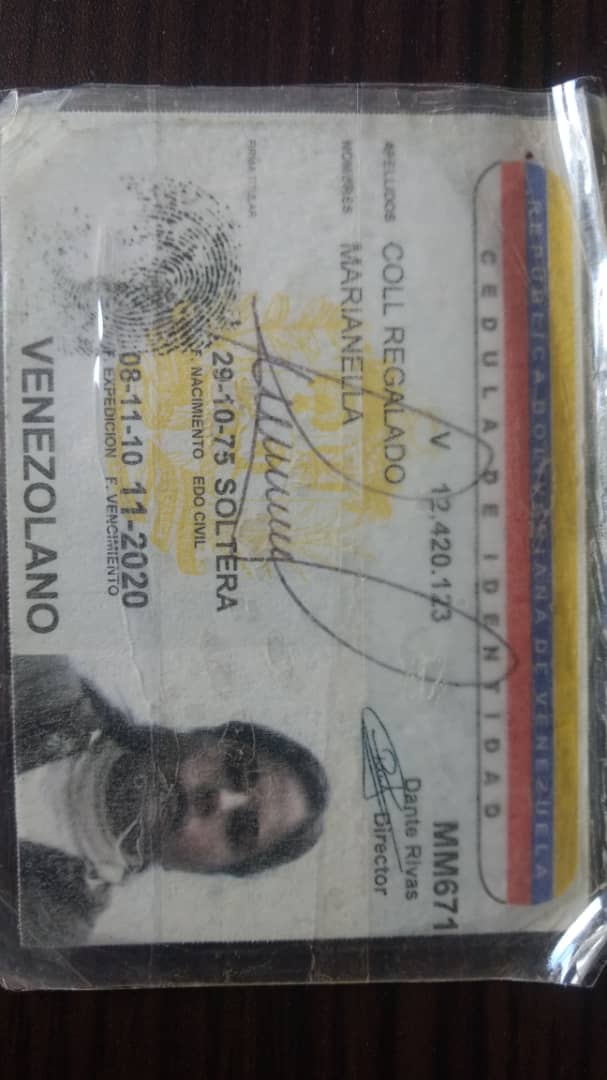 REPUBLICA BOLIVARIANA DE VENEZUELA
CEDULA DE IDENTIDAD
V 12.420.123
MM671
APELLIDOS COLL REGALADO
Dante Rivas
Director
NOMBRES MARIANELLA
FIRMA TITULAR
29-10-75 SOLTERA
F. NACIMIENTO EDO CIVIL
08-11-10 11-2020
F. EXPEDICION F. VENCIMIENTO
VENEZOLANO